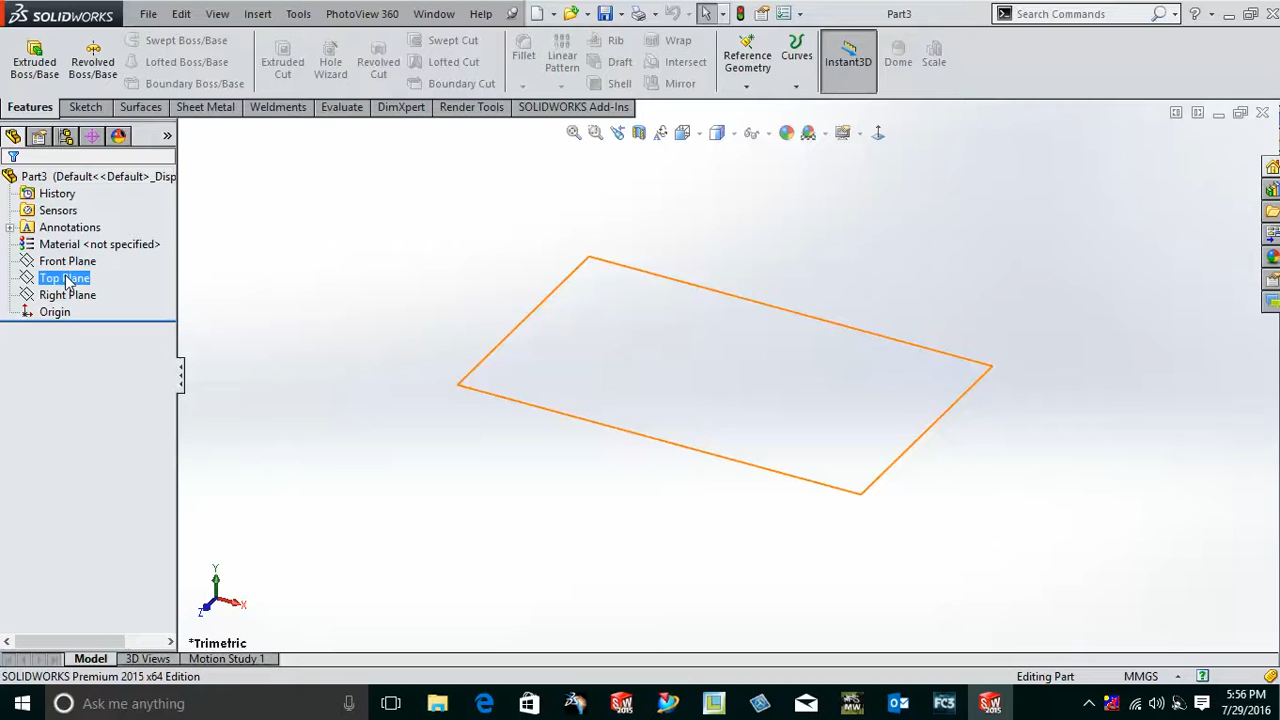 SOLIDWORKS File Edit View Insert Tools PhotoView 360 Window Help Part3 Search Commands
Extruded Boss/Base
Revolved Boss/Base
Swept Boss/Base
Lofted Boss/Base
Boundary Boss/Base
Extruded Cut
Hole Wizard
Revolved Cut
Swept Cut
Lofted Cut
Boundary Cut
Fillet
Linear Pattern
Rib
Draft
Shell
Wrap
Intersect
Mirror
Reference Geometry
Curves
Instant3D
Dome
Scale
Features Sketch Surfaces Sheet Metal Weldments Evaluate DimXpert Render Tools SOLIDWORKS Add-Ins
Part3 (Default<<Default>_Disp
History
Sensors
Annotations
Material <not specified>
Front Plane
Top Plane
Right Plane
Origin
Y
Z
X
*Trimetric
Model 3D Views Motion Study 1
SOLIDWORKS Premium 2015 x64 Edition Editing Part MMGS
Ask me anything
5:56 PM
7/29/2016